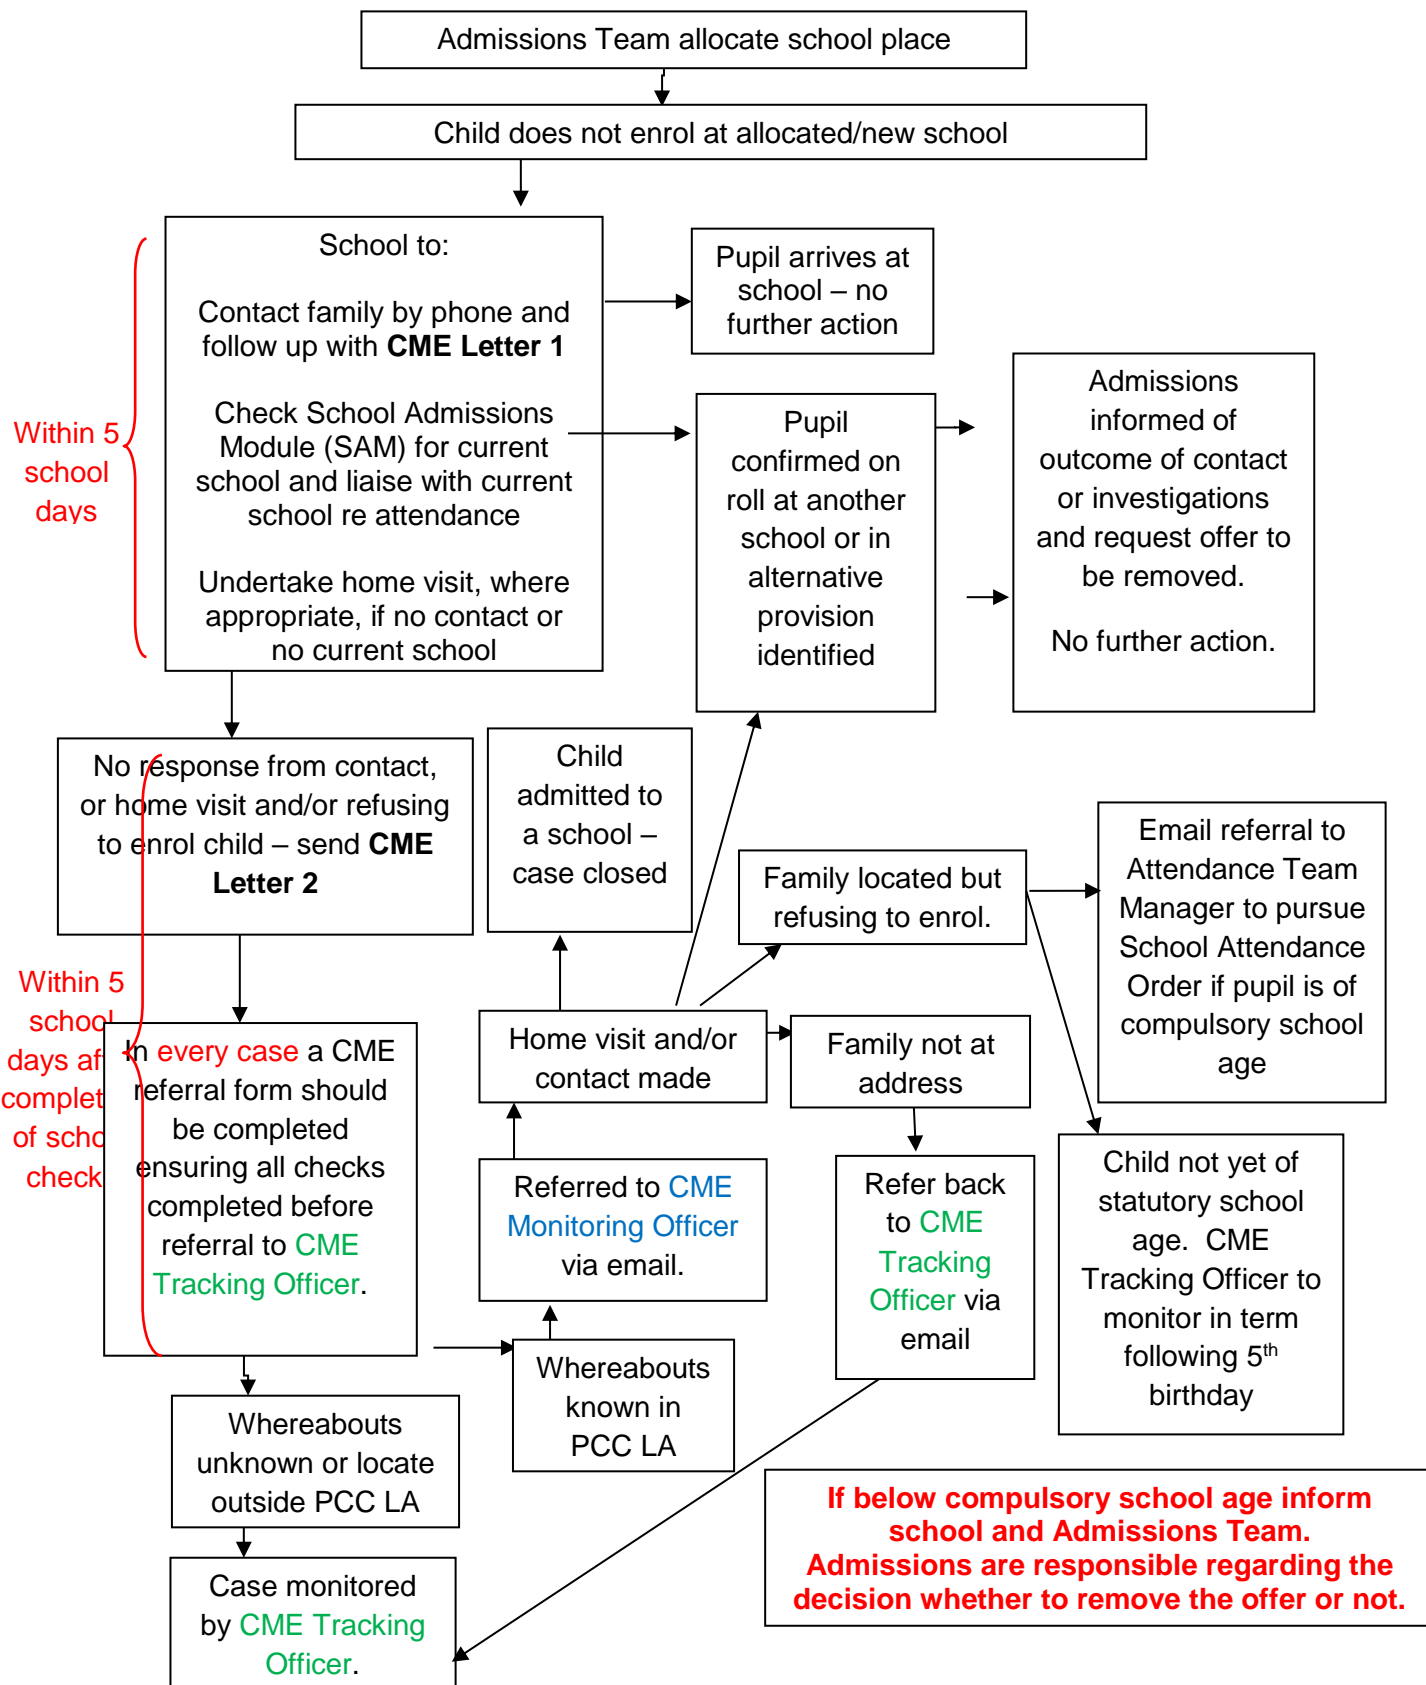 Admissions Team allocate school place
Child does not enrol at allocated/new school
School to:
Contact family by phone and
follow up with CME Letter 1
Check School Admissions
Module (SAM) for current
school and liaise with current
school re attendance
Undertake home visit, where
appropriate, if no contact or
no current school
Within 5
school
days
Pupil arrives at
school – no
further action
Pupil
confirmed on
roll at another
school or in
alternative
provision
identified
Admissions
informed of
outcome of contact
or investigations
and request offer to
be removed.
No further action.
No response from contact,
or home visit and/or refusing
to enrol child – send CME
Letter 2
Within 5
school
days
complet
of
check
In every case a CME
referral form should
be completed
ensuring all checks
completed before
referral to CME
Tracking Officer.
Child
admitted to
a school –
case closed
Family located but
refusing to enrol.
Email referral to
Attendance Team
Manager to pursue
School Attendance
Order if pupil is of
compulsory school
age
Home visit and/or
contact made
Family not at
address
Referred to CME
Monitoring Officer
via email.
Refer back
to CME
Tracking
Officer via
email
Child not yet of
statutory school
age. CME
Tracking Officer to
monitor in term
following 5th
birthday
Whereabouts
known in
PCC LA
Whereabouts
unknown or locate
outside PCC LA
Case monitored
by CME Tracking
Officer.
If below compulsory school age inform
school and Admissions Team.
Admissions are responsible regarding the
decision whether to remove the offer or not.